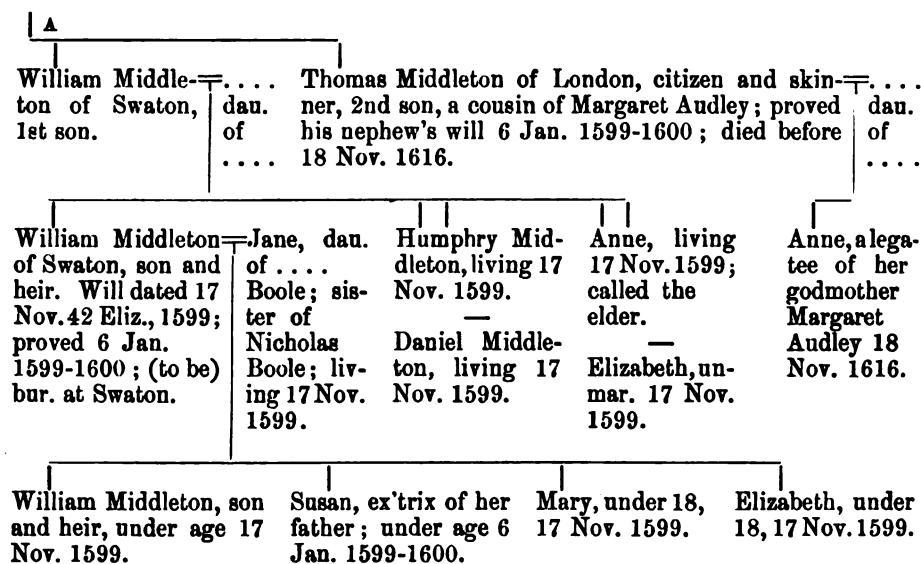 A
William Middle-=....
ton of Swaton, dau.
1st son. of
....
Thomas Middleton of London, citizen and skin-=....
ner, 2nd son, a cousin of Margaret Audley; proved dau.
his nephew's will 6 Jan. 1599-1600; died before of
18 Nov. 1616. ....
William Middleton=
of Swaton, son and
heir. Will dated 17
Nov. 42 Eliz., 1599;
proved 6 Jan.
1599-1600; (to be)
bur. at Swaton.
Jane, dau.
of ....
Boole; sis-
ter of
Nicholas
Boole; liv-
ing 17 Nov.
1599.
Humphry Mid-
dleton, living 17
Nov. 1599.
—
Daniel Middle-
ton, living 17
Nov. 1599.
Anne, living
17 Nov. 1599;
called the
elder.
—
Elizabeth, un-
mar. 17 Nov.
1599.
Anne, a lega-
tee of her
godmother
Margaret
Audley 18
Nov. 1616.
William Middleton, son
and heir, under age 17
Nov. 1599.
Susan, ex'trix of her
father; under age 6
Jan. 1599-1600.
Mary, under 18,
17 Nov. 1599.
Elizabeth, under
18, 17 Nov. 1599.